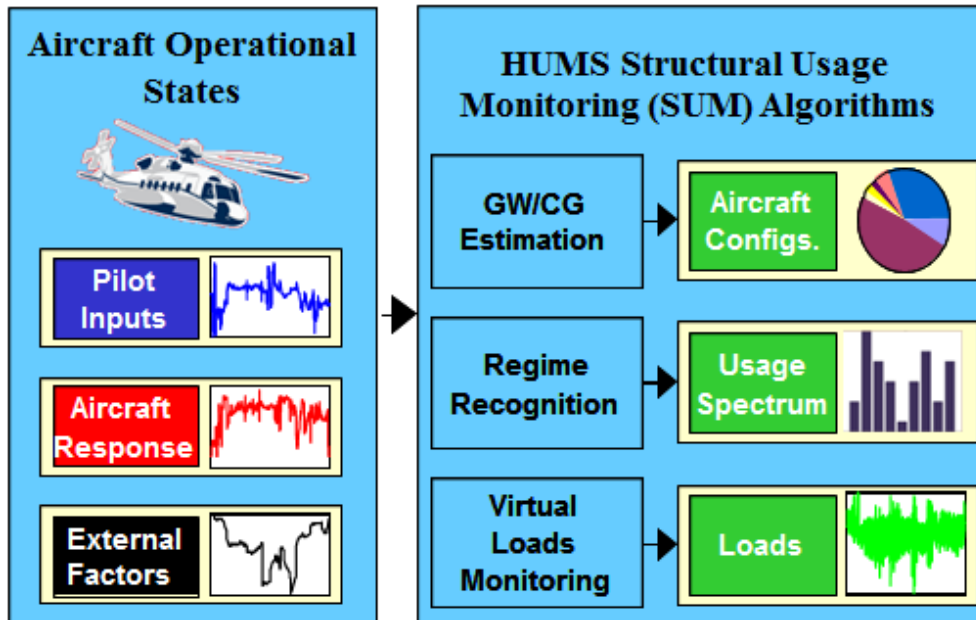 Aircraft Operational
States
Pilot
Inputs
Aircraft
Response
External
Factors
HUMS Structural Usage
Monitoring (SUM) Algorithms
GW/CG
Estimation
Aircraft
Configs.
Regime
Recognition
Usage
Spectrum
Virtual
Loads
Monitoring
Loads